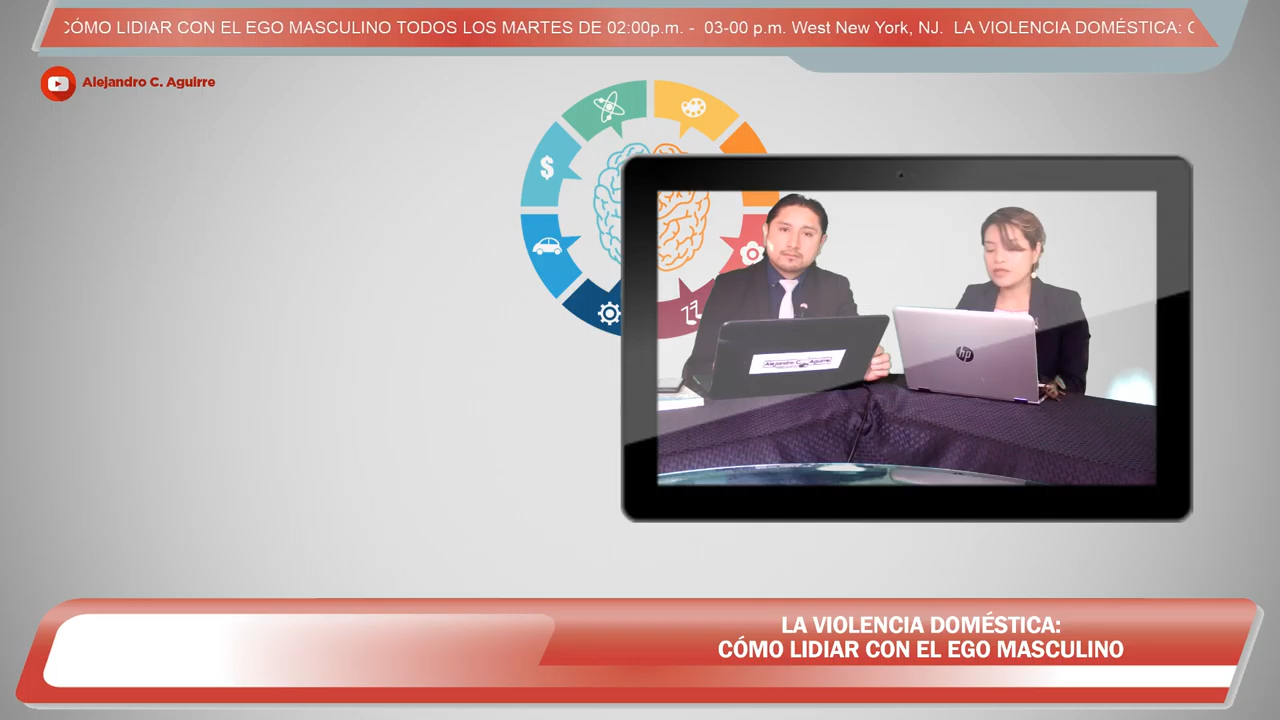 CÓMO LIDIAR CON EL EGO MASCULINO TODOS LOS MARTES DE 02:00p.m. - 03-00 p.m. West New York, NJ. LA VIOLENCIA DOMÉSTICA: C
Alejandro C. Aguirre
$
Alejandro C. Aguirre
hp
LA VIOLENCIA DOMÉSTICA:
CÓMO LIDIAR CON EL EGO MASCULINO